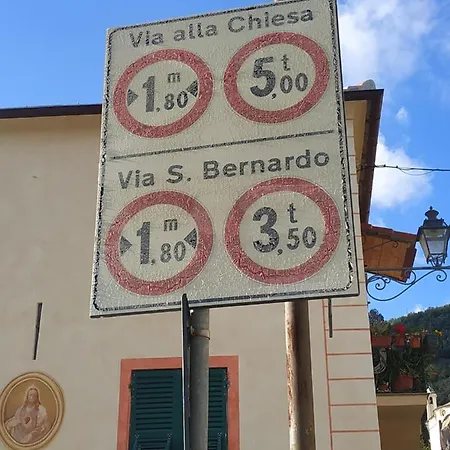 Via alla Chiesa
1,80 m 5,00 t
Via S. Bernardo
1,80 m 3,50 t